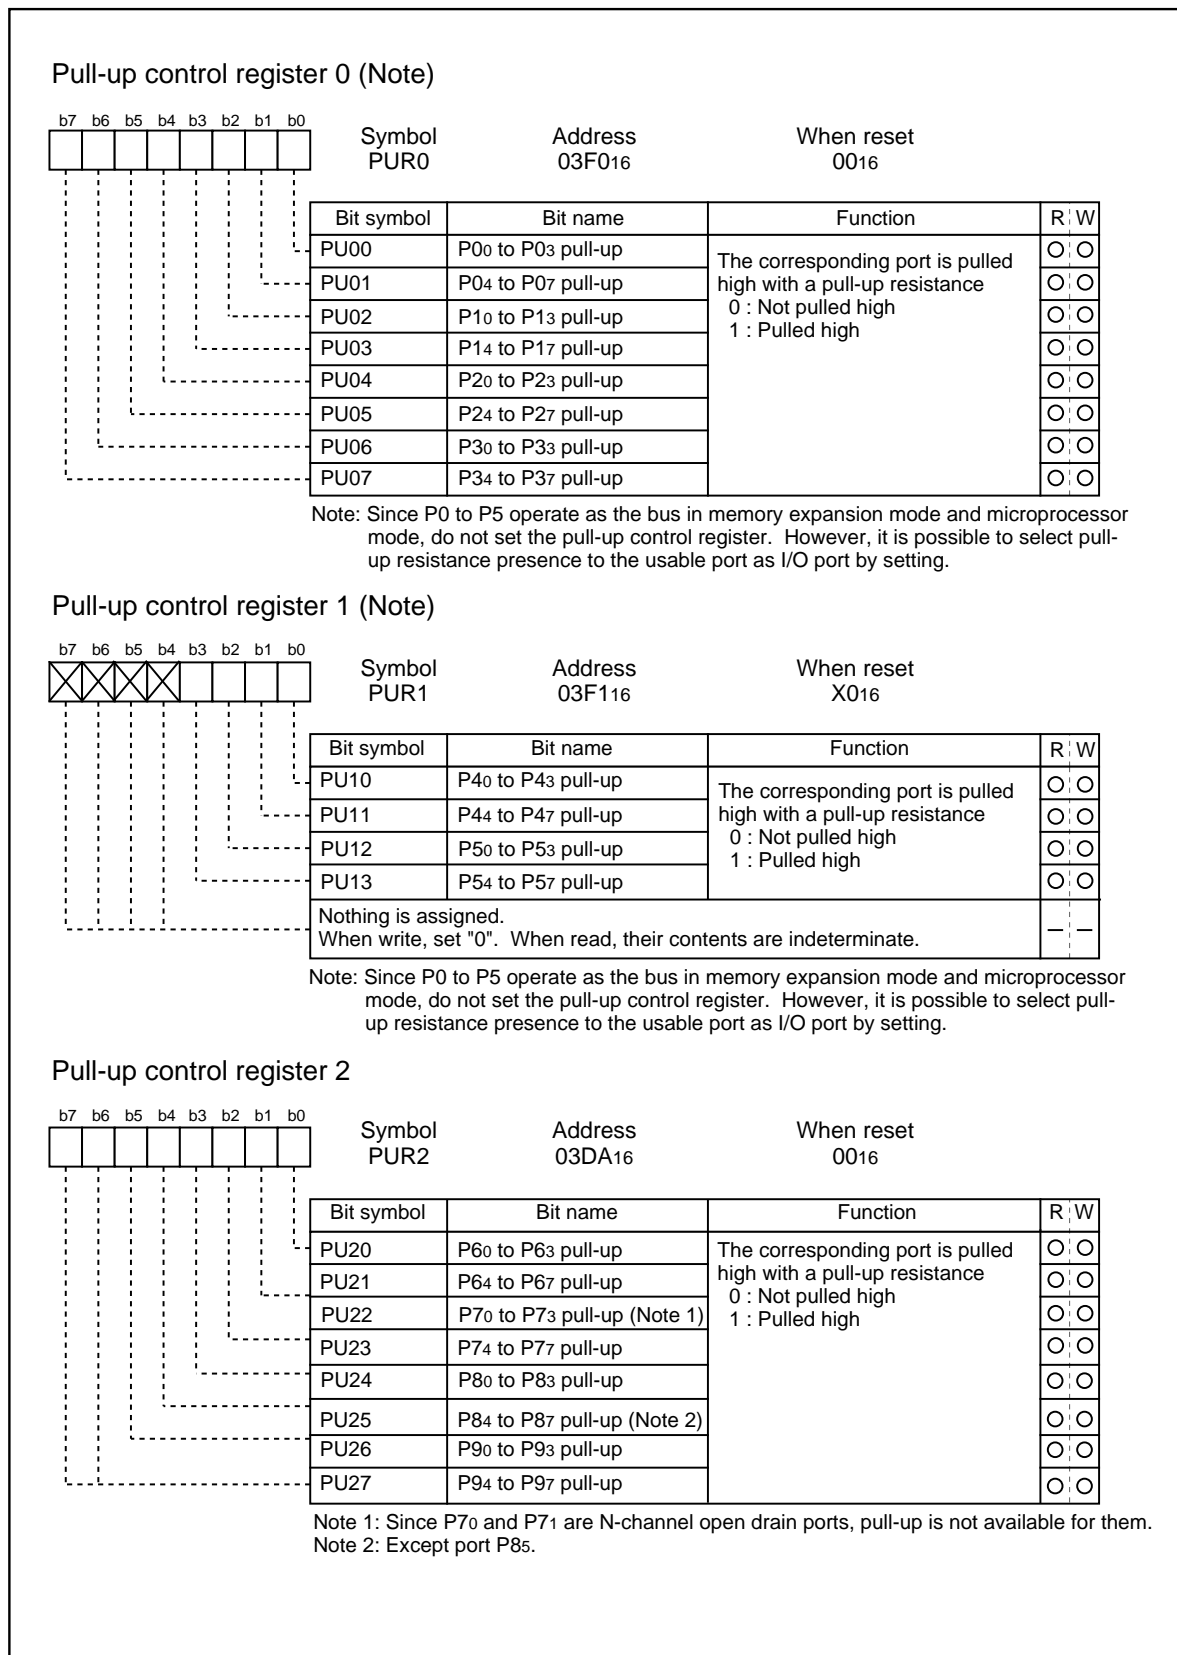 Pull-up control register 0 (Note)
b7 b6 b5 b4 b3 b2 b1 b0
Symbol Address When reset
PUR0 03F016 0016
Bit symbol Bit name Function R W
PU00 P00 to P03 pull-up The corresponding port is pulled
PU01 P04 to P07 pull-up high with a pull-up resistance
PU02 P10 to P13 pull-up 0 : Not pulled high
PU03 P14 to P17 pull-up 1 : Pulled high
PU04 P20 to P23 pull-up
PU05 P24 to P27 pull-up
PU06 P30 to P33 pull-up
PU07 P34 to P37 pull-up
Note: Since P0 to P5 operate as the bus in memory expansion mode and microprocessor
mode, do not set the pull-up control register. However, it is possible to select pull-
up resistance presence to the usable port as I/O port by setting.
Pull-up control register 1 (Note)
b7 b6 b5 b4 b3 b2 b1 b0
Symbol Address When reset
PUR1 03F116 X016
Bit symbol Bit name Function R W
PU10 P40 to P43 pull-up The corresponding port is pulled
PU11 P44 to P47 pull-up high with a pull-up resistance
PU12 P50 to P53 pull-up 0 : Not pulled high
PU13 P54 to P57 pull-up 1 : Pulled high
Nothing is assigned.
When write, set "0". When read, their contents are indeterminate. — —
Note: Since P0 to P5 operate as the bus in memory expansion mode and microprocessor
mode, do not set the pull-up control register. However, it is possible to select pull-
up resistance presence to the usable port as I/O port by setting.
Pull-up control register 2
b7 b6 b5 b4 b3 b2 b1 b0
Symbol Address When reset
PUR2 03DA16 0016
Bit symbol Bit name Function R W
PU20 P60 to P63 pull-up The corresponding port is pulled
PU21 P64 to P67 pull-up high with a pull-up resistance
PU22 P70 to P73 pull-up (Note 1) 0 : Not pulled high
PU23 P74 to P77 pull-up 1 : Pulled high
PU24 P80 to P83 pull-up
PU25 P84 to P87 pull-up (Note 2)
PU26 P90 to P93 pull-up
PU27 P94 to P97 pull-up
Note 1: Since P70 and P71 are N-channel open drain ports, pull-up is not available for them.
Note 2: Except port P85.